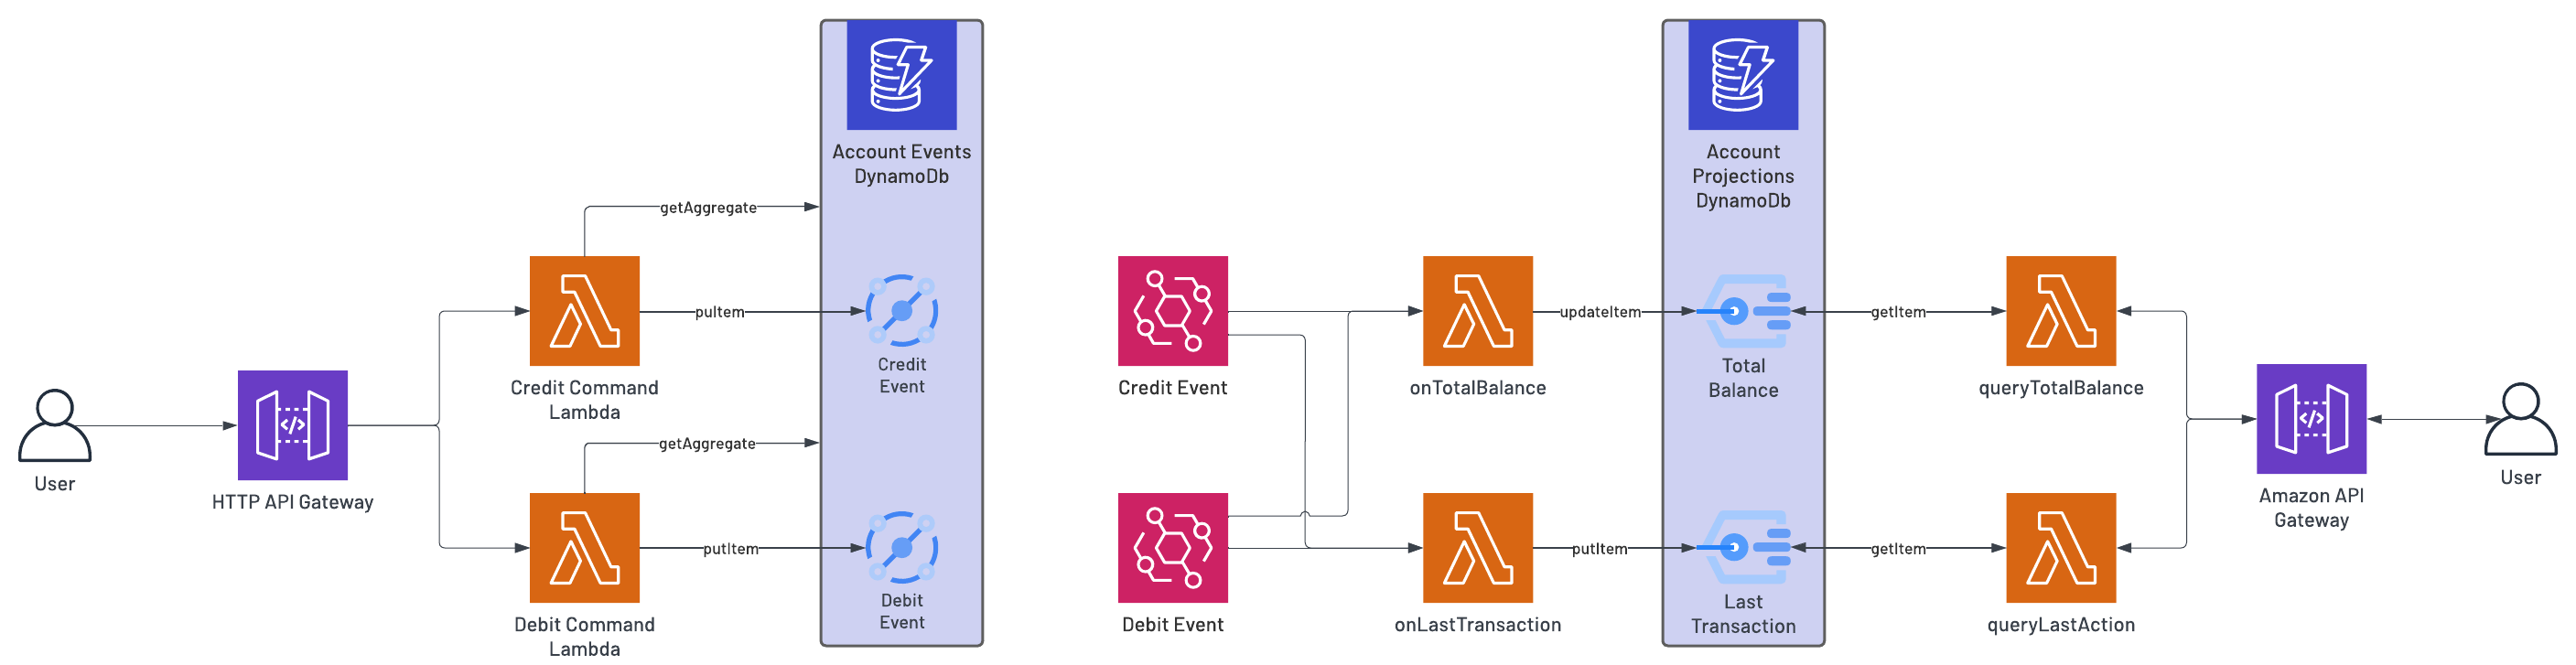 User
HTTP API Gateway
getAggregate
Credit Command
Lambda
puItem
getAggregate
Debit Command
Lambda
putItem
Account Events
DynamoDb
Credit
Event
Debit
Event
Credit Event
Debit Event
onTotalBalance
updateItem
onLastTransaction
putItem
Account
Projections
DynamoDb
Total
Balance
Last
Transaction
getItem
queryTotalBalance
getItem
queryLastAction
Amazon API
Gateway
User